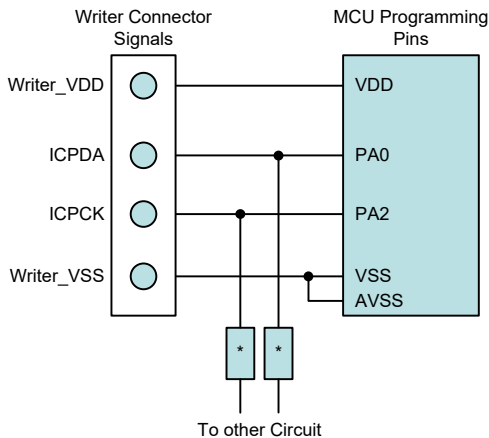 Writer Connector
Signals
MCU Programming
Pins
Writer_VDD
VDD
ICPDA
PA0
ICPCK
PA2
Writer_VSS
VSS
AVSS
*
*
To other Circuit